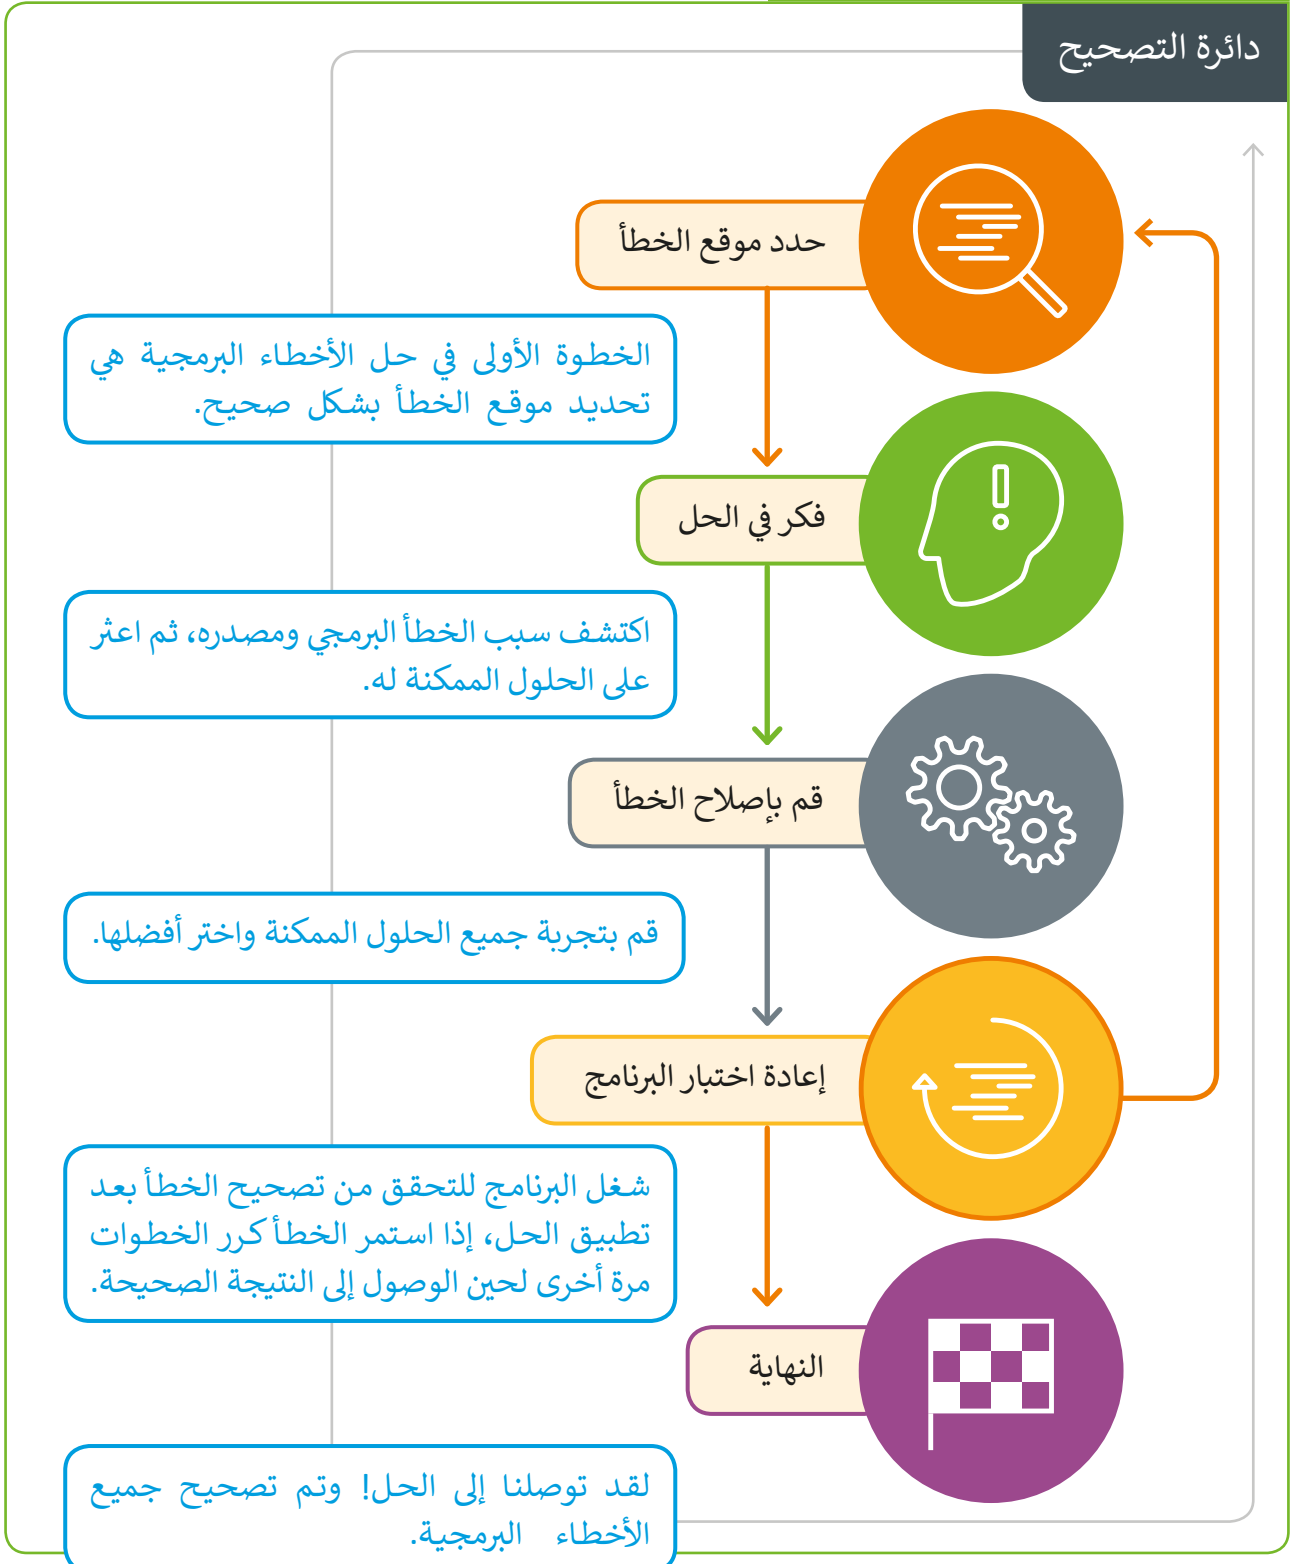 دائرة التصحيح
حدد موقع الخطأ
الخطوة الأولى في حل الأخطاء البرمجية هي
تحديد موقع الخطأ بشكل صحيح.
فكر في الحل
اكتشف سبب الخطأ البرمجي ومصدره، ثم اعثر
على الحلول الممكنة له.
قم بإصلاح الخطأ
قم بتجربة جميع الحلول الممكنة واختر أفضلها.
إعادة اختبار البرنامج
شغل البرنامج للتحقق من تصحيح الخطأ بعد
تطبيق الحل، إذا استمر الخطأ كرر الخطوات
مرة أخرى لحين الوصول إلى النتيجة الصحيحة.
النهاية
لقد توصلنا إلى الحل! وتم تصحيح جميع
الأخطاء البرمجية.